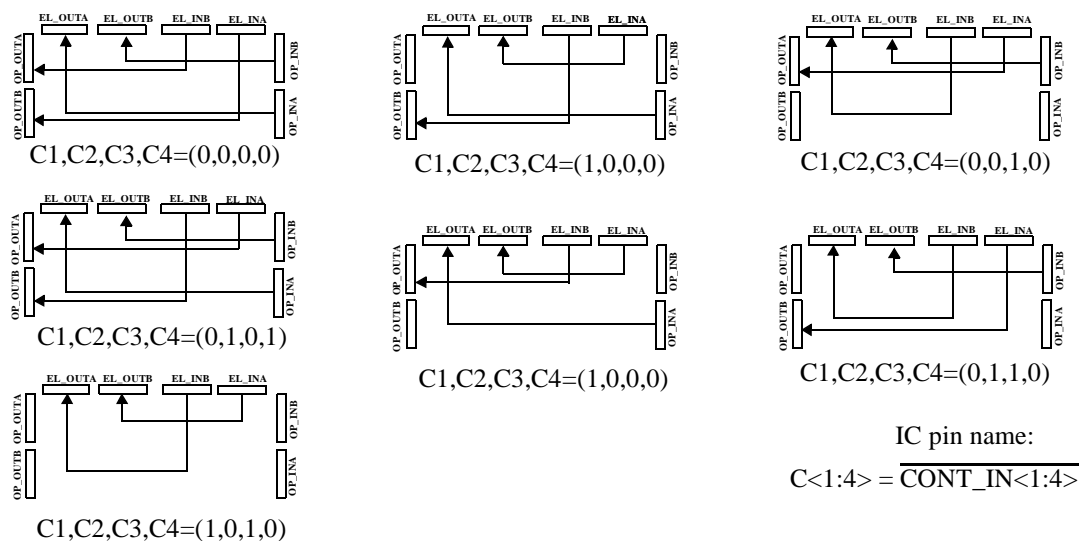 EL_OUTA EL_OUTB EL_INB EL_INA
OP_OUTA
OP_INB
OP_OUTB
OP_INA
C1,C2,C3,C4=(0,0,0,0)
EL_OUTA EL_OUTB EL_INB EL_INA
OP_OUTA
OP_INB
OP_OUTB
OP_INA
C1,C2,C3,C4=(1,0,0,0)
EL_OUTA EL_OUTB EL_INB EL_INA
OP_OUTA
OP_INB
OP_OUTB
OP_INA
C1,C2,C3,C4=(0,0,1,0)
EL_OUTA EL_OUTB EL_INB EL_INA
OP_OUTA
OP_INB
OP_OUTB
OP_INA
C1,C2,C3,C4=(0,1,0,1)
EL_OUTA EL_OUTB EL_INB EL_INA
OP_OUTA
OP_INB
OP_OUTB
OP_INA
C1,C2,C3,C4=(1,0,0,0)
EL_OUTA EL_OUTB EL_INB EL_INA
OP_OUTA
OP_INB
OP_OUTB
OP_INA
C1,C2,C3,C4=(0,1,1,0)
EL_OUTA EL_OUTB EL_INB EL_INA
OP_OUTA
OP_INB
OP_OUTB
OP_INA
C1,C2,C3,C4=(1,0,1,0)
IC pin name:
C<1:4> = CONT_IN<1:4>